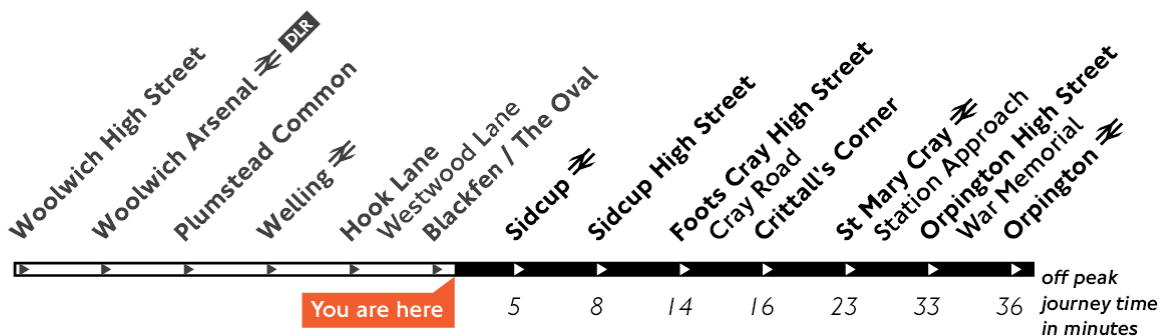 Woolwich High Street
Woolwich Arsenal DLR
Plumstead Common
Welling
Hook Lane
Westwood Lane
Blackfen / The Oval
Sidcup
Sidcup High Street
Foots Cray High Street
Cray Road
Crittall's Corner
St Mary Cray
Station Approach
Orpington High Street
War Memorial
Orpington
You are here
5 8 14 16 23 33 36
off peak
journey time
in minutes